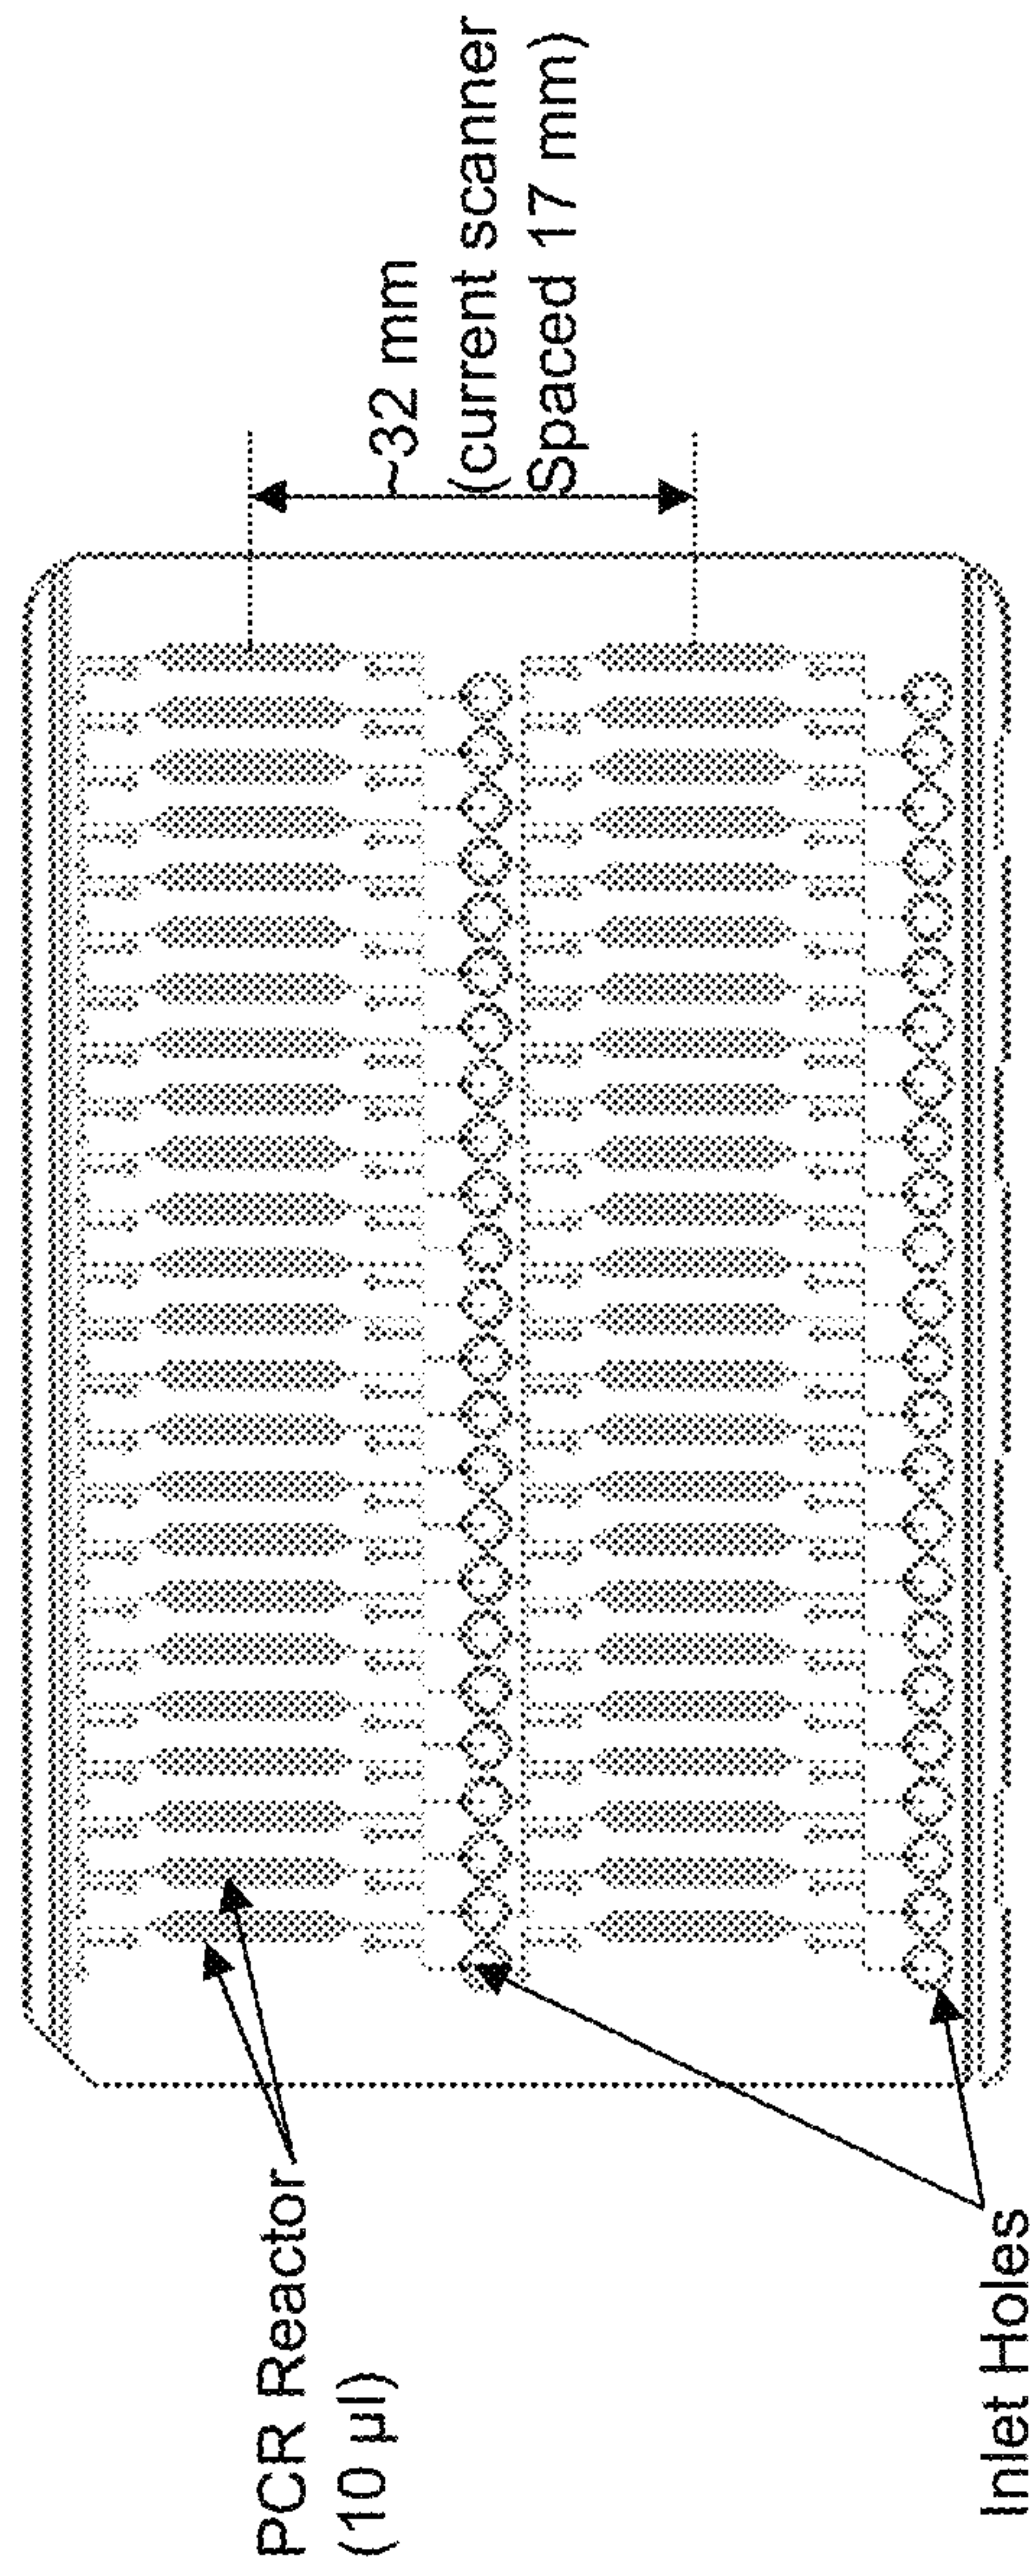 PCR Reactor
(10 µl)
Inlet Holes
~32 mm
(current scanner
Spaced 17 mm)